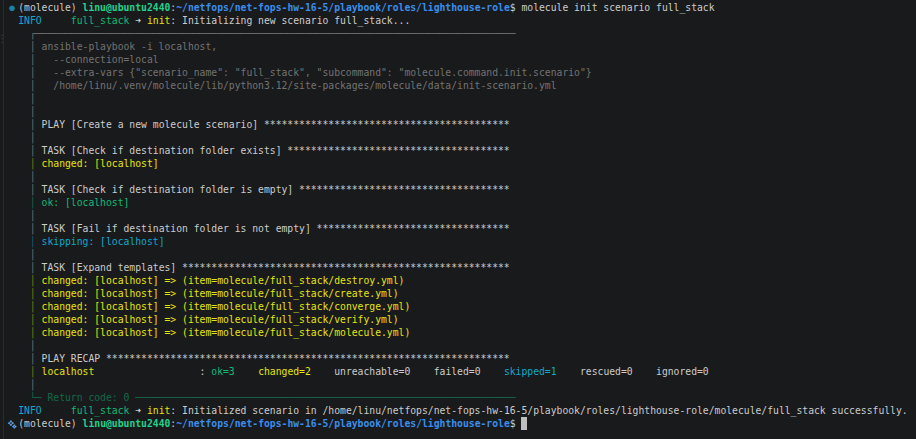 (molecule) linu@ubuntu2440:~/netfops/net-fops-hw-16-5/playbook/roles/lighthouse-role$ molecule init scenario full_stack
INFO     full_stack ➜ init: Initializing new scenario full_stack...
ansible-playbook -i localhost,
  --connection=local
  --extra-vars {"scenario_name": "full_stack", "subcommand": "molecule.command.init.scenario"}
  /home/linu/.venv/molecule/lib/python3.12/site-packages/molecule/data/init-scenario.yml
PLAY [Create a new molecule scenario] ******************************************
TASK [Check if destination folder exists] **************************************
changed: [localhost]
TASK [Check if destination folder is empty] ************************************
ok: [localhost]
TASK [Fail if destination folder is not empty] *********************************
skipping: [localhost]
TASK [Expand templates] ********************************************************
changed: [localhost] => (item=molecule/full_stack/destroy.yml)
changed: [localhost] => (item=molecule/full_stack/create.yml)
changed: [localhost] => (item=molecule/full_stack/converge.yml)
changed: [localhost] => (item=molecule/full_stack/verify.yml)
changed: [localhost] => (item=molecule/full_stack/molecule.yml)
PLAY RECAP *********************************************************************
localhost                  : ok=3    changed=2    unreachable=0    failed=0    skipped=1    rescued=0    ignored=0
Return code: 0
INFO     full_stack ➜ init: Initialized scenario in /home/linu/netfops/net-fops-hw-16-5/playbook/roles/lighthouse-role/molecule/full_stack successfully.
(molecule) linu@ubuntu2440:~/netfops/net-fops-hw-16-5/playbook/roles/lighthouse-role$